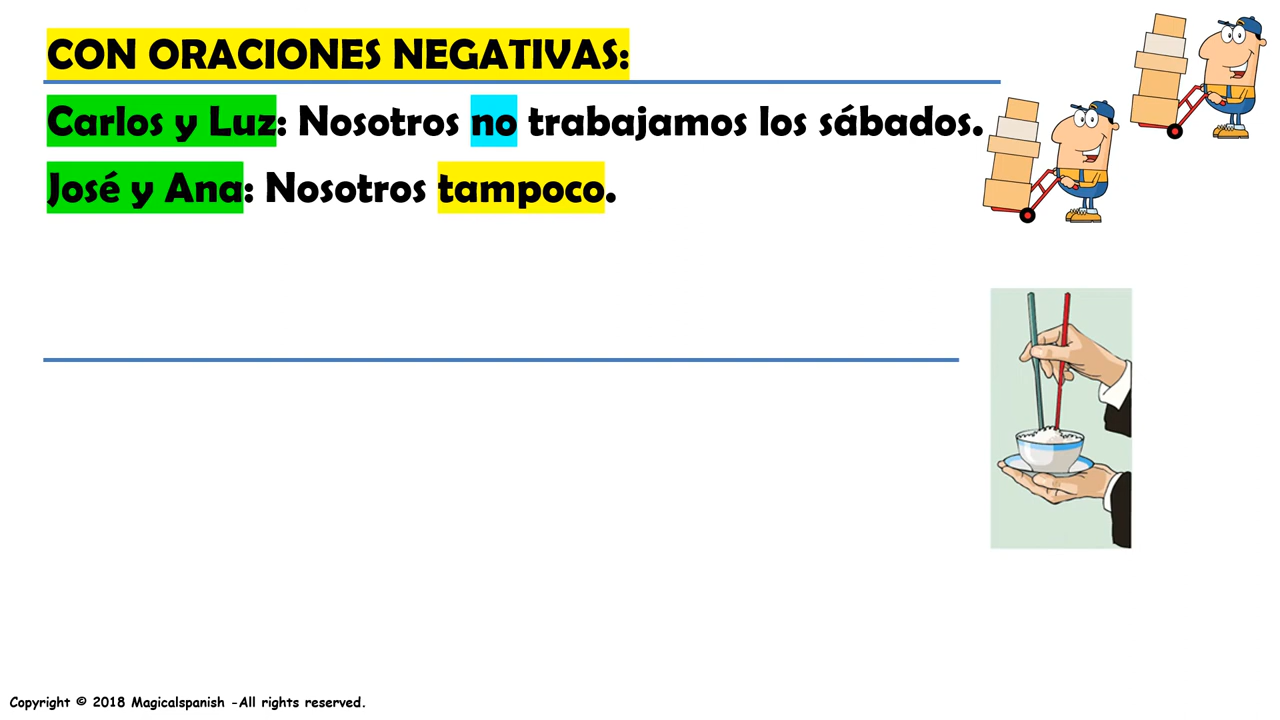 CON ORACIONES NEGATIVAS:
Carlos y Luz: Nosotros no trabajamos los sábados.
José y Ana: Nosotros tampoco.
Copyright © 2018 Magicalspanish -All rights reserved.